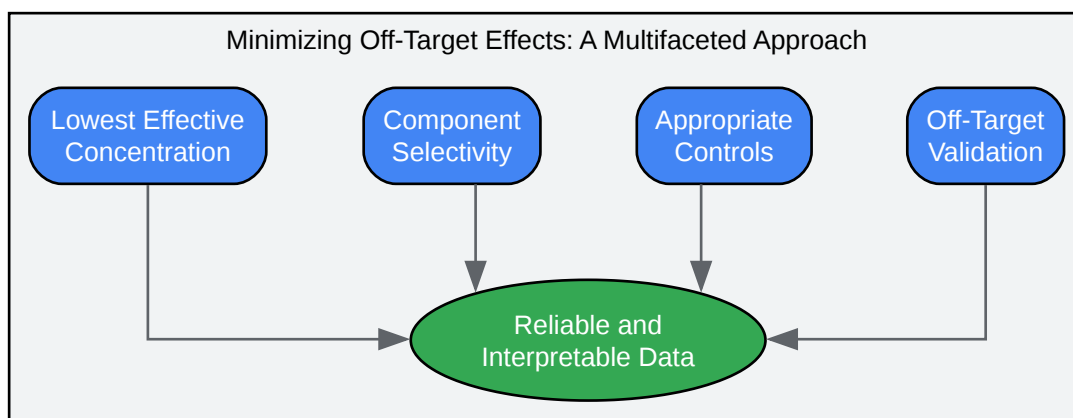 Minimizing Off-Target Effects: A Multifaceted Approach
Lowest Effective
Concentration
Component
Selectivity
Appropriate
Controls
Off-Target
Validation
Reliable and
Interpretable Data